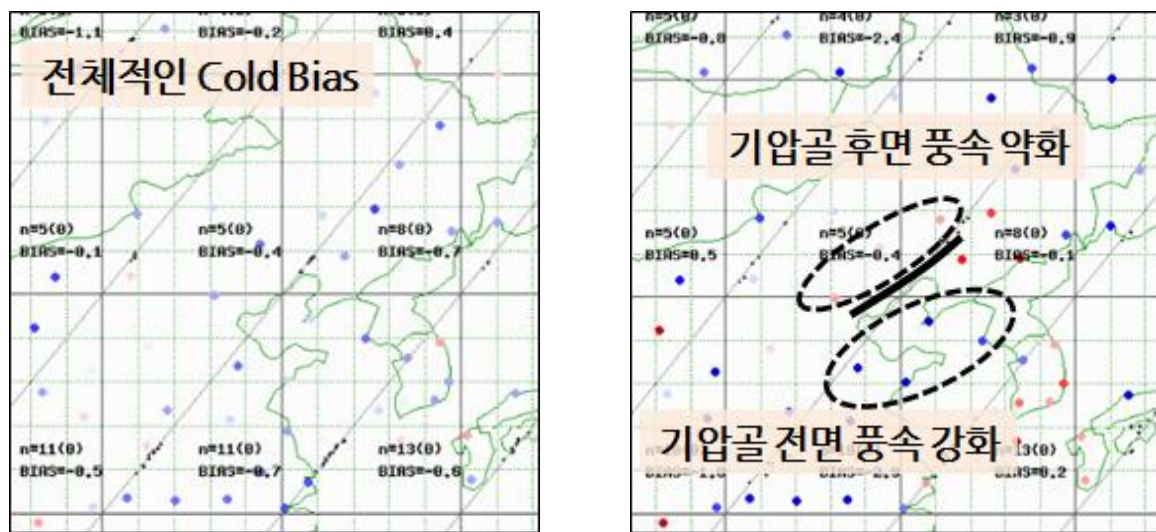 n=5(0)
n=4(0)
n=3(0)
BIAS=-1.1
BIAS=-0.2
BIAS=0.4
BIAS=-0.8
BIAS=-2.4
BIAS=-0.9
전체적인 Cold Bias
기압골 후면 풍속 약화
n=5(0)
n=5(0)
n=8(0)
BIAS=-0.1
BIAS=-0.4
BIAS=-0.7
n=5(0)
n=5(0)
n=8(0)
BIAS=0.5
BIAS=-0.4
BIAS=-0.1
기압골 전면 풍속 강화
n=11(0)
n=11(0)
n=13(0)
BIAS=-0.5
BIAS=-0.7
BIAS=-0.6
BIAS=0.2